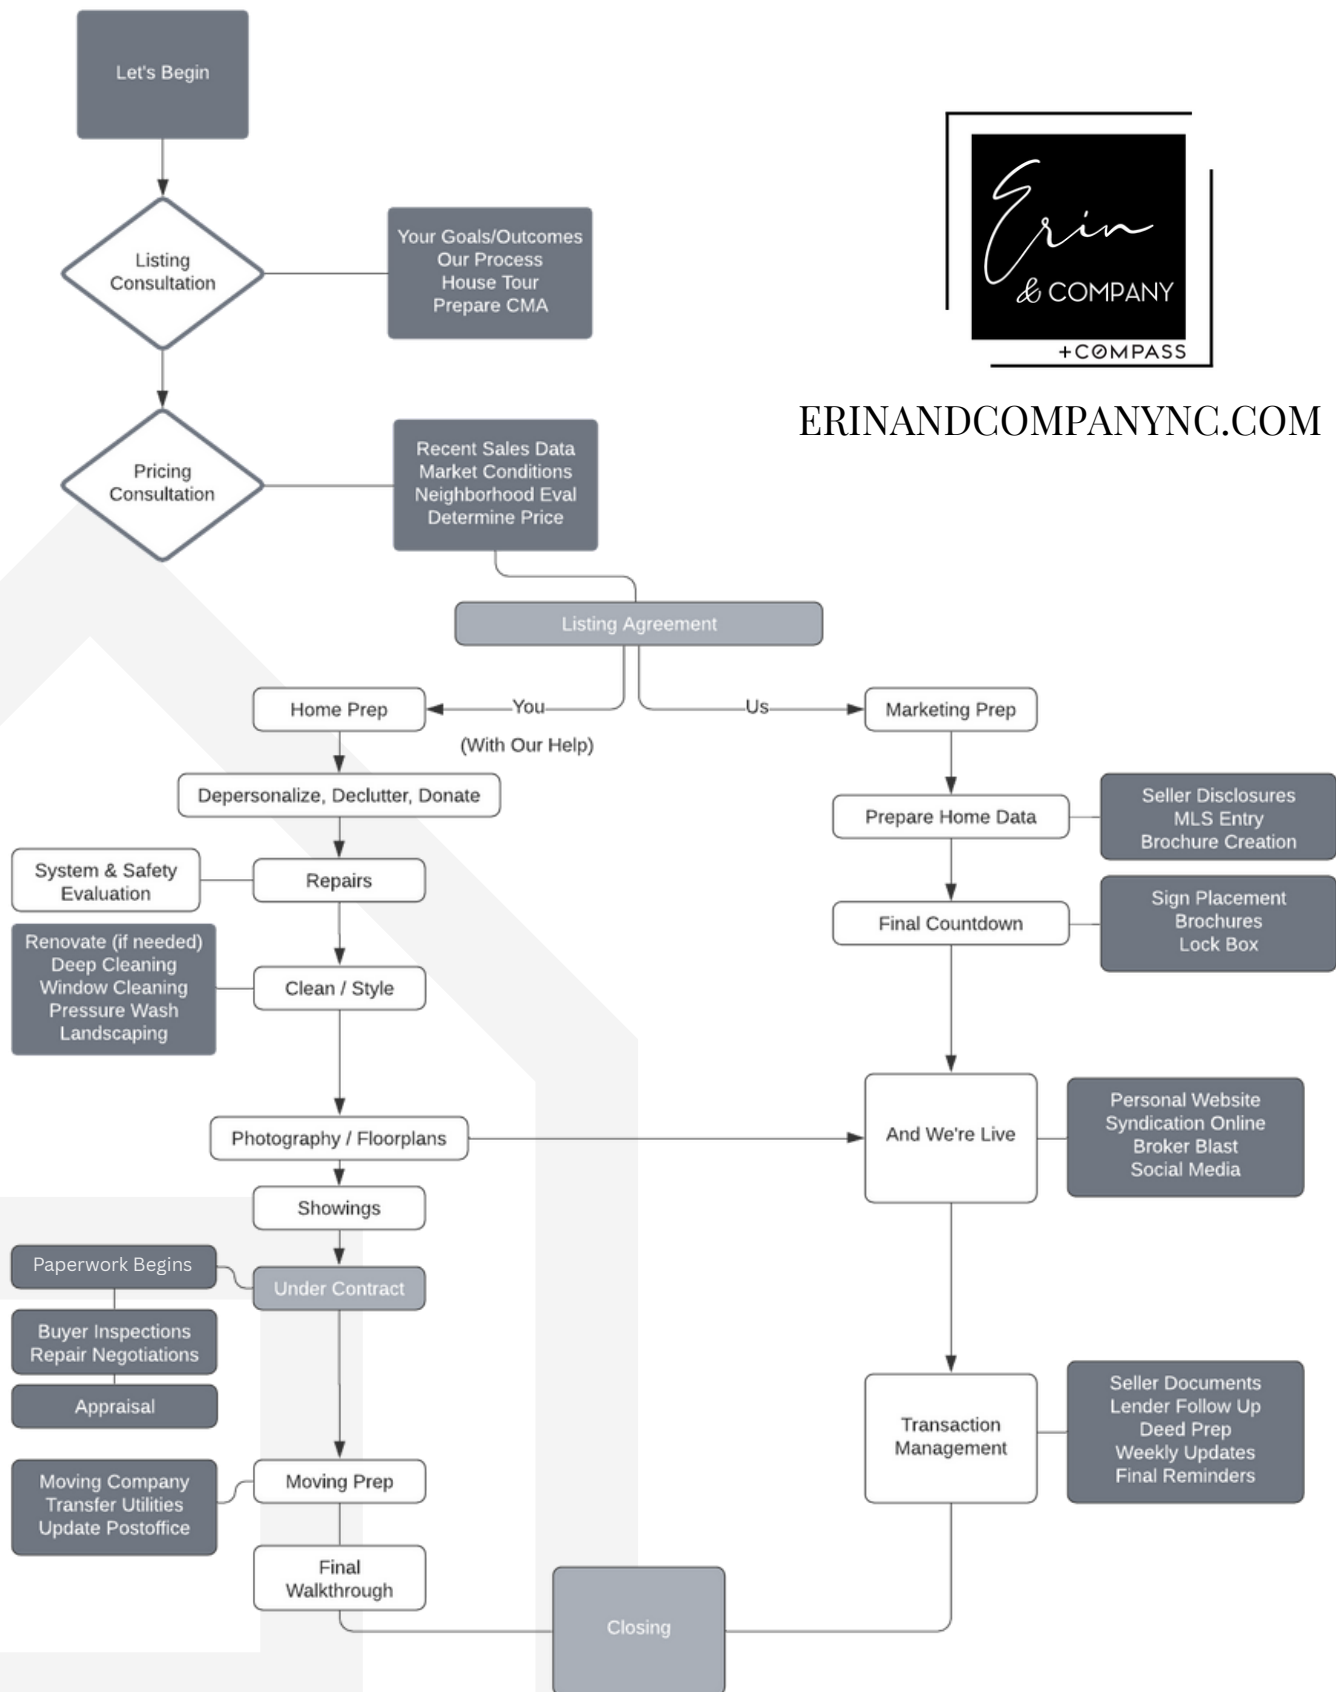 Let's Begin
Listing
Consultation
Your Goals/Outcomes
Our Process
House Tour
Prepare CMA
Erin
& COMPANY
+COMPASS
ERINANDCOMPANYNC.COM
Pricing
Consultation
Recent Sales Data
Market Conditions
Neighborhood Eval
Determine Price
Listing Agreement
Home Prep
You
(With Our Help)
Us
Marketing Prep
Depersonalize, Declutter, Donate
Prepare Home Data
Seller Disclosures
MLS Entry
Brochure Creation
System & Safety
Evaluation
Repairs
Final Countdown
Sign Placement
Brochures
Lock Box
Renovate (if needed)
Deep Cleaning
Window Cleaning
Pressure Wash
Landscaping
Clean / Style
Photography / Floorplans
And We're Live
Personal Website
Syndication Online
Broker Blast
Social Media
Showings
Paperwork Begins
Under Contract
Buyer Inspections
Repair Negotiations
Appraisal
Transaction
Management
Seller Documents
Lender Follow Up
Deed Prep
Weekly Updates
Final Reminders
Moving Company
Transfer Utilities
Update Postoffice
Moving Prep
Final
Walkthrough
Closing